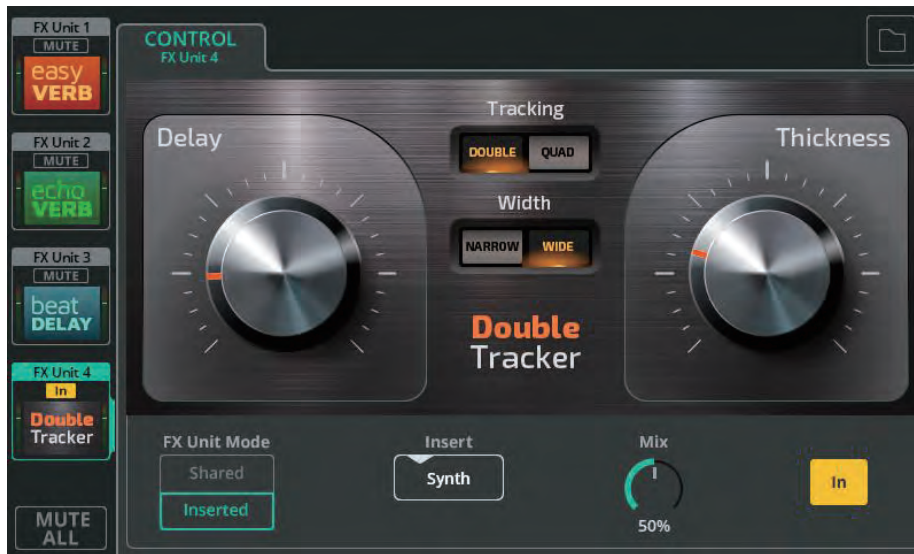 FX Unit 1
MUTE
easy
VERB
FX Unit 2
MUTE
echo
VERB
FX Unit 3
MUTE
beat
DELAY
FX Unit 4
In
Double
Tracker
MUTE
ALL
CONTROL
FX Unit 4
Delay
Tracking
DOUBLE QUAD
Width
NARROW WIDE
Double
Tracker
Thickness
FX Unit Mode
Shared
Inserted
Insert
Synth
Mix
50%
In